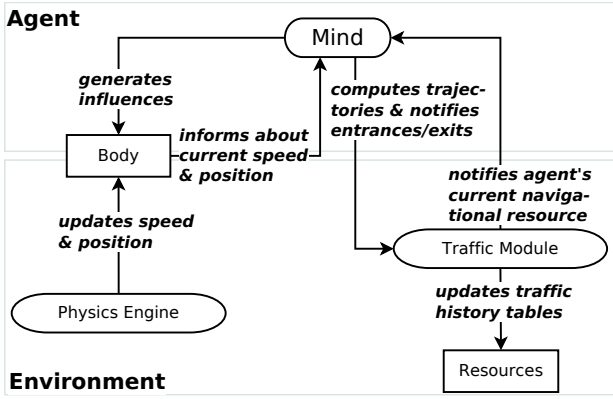 Agent
Mind
generates
influences
computes trajec-
tories & notifies
entrances/exits
Body
informs about
current speed
& position
notifies agent's
current naviga-
tional resource
updates speed
& position
Traffic Module
Physics Engine
updates traffic
history tables
Resources
Environment